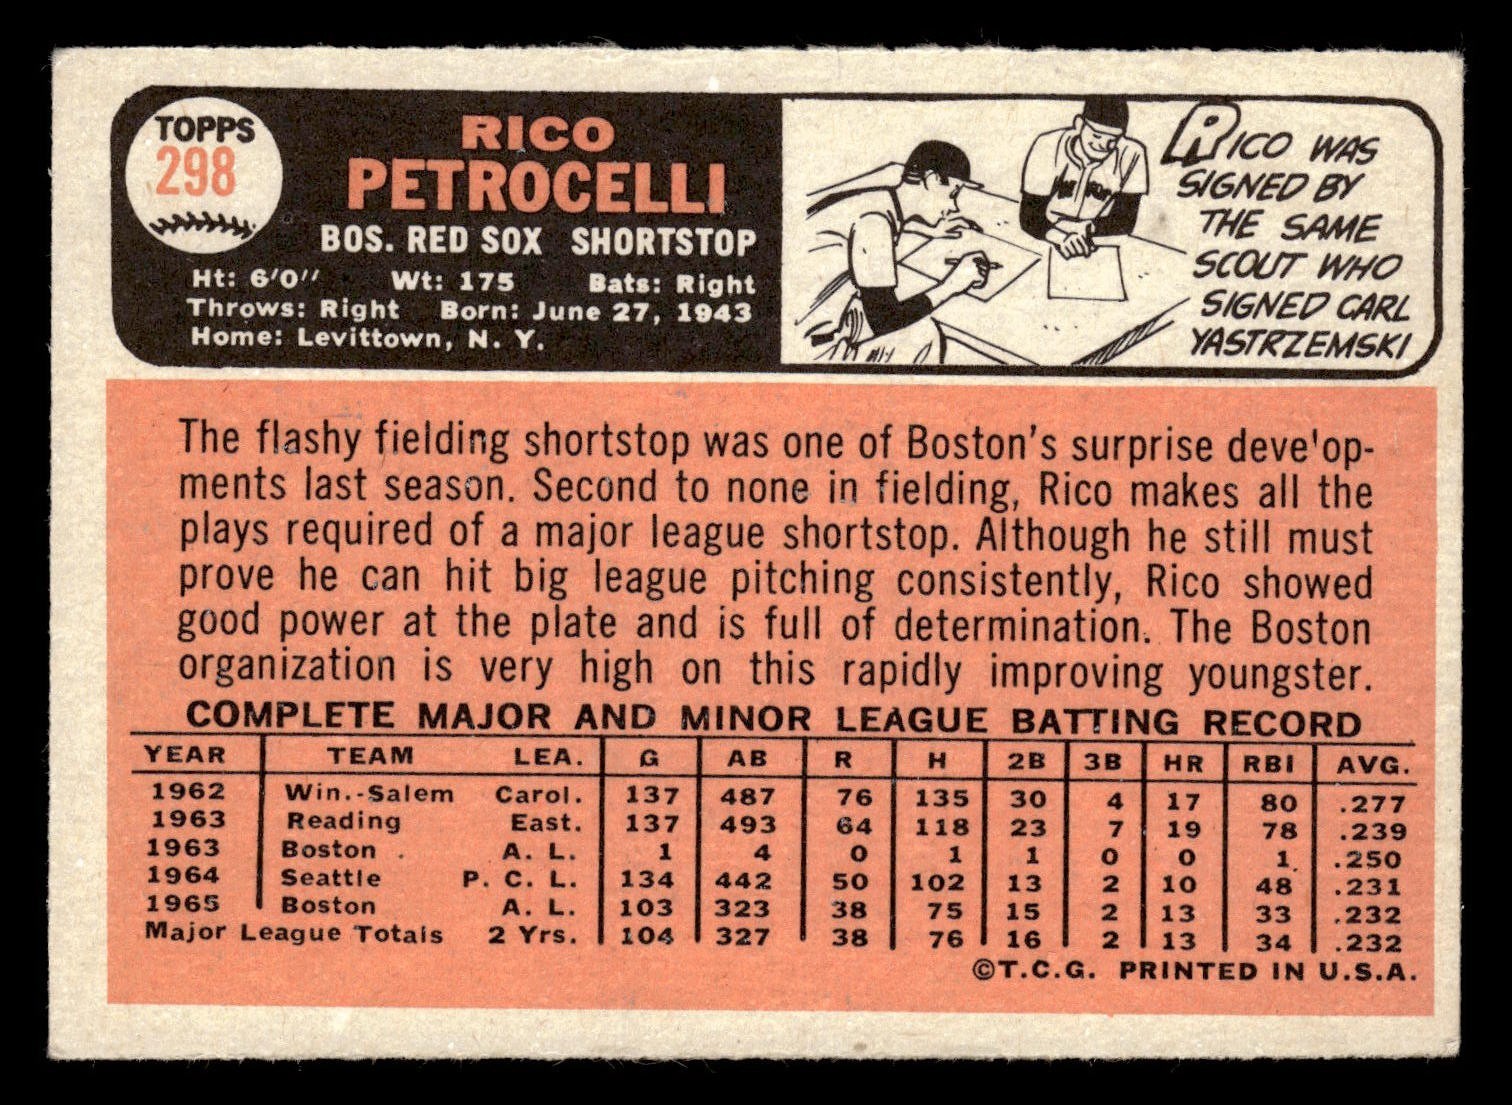 TOPPS
298
RICO
PETROCELLI
BOS. RED SOX SHORTSTOP
Ht: 6'0" Wt: 175 Bats: Right
Throws: Right Born: June 27, 1943
Home: Levittown, N. Y.
RICO WAS
SIGNED BY
THE SAME
SCOUT WHO
SIGNED CARL
YASTRZEMSKI
The flashy fielding shortstop was one of Boston's surprise deve'op-
ments last season. Second to none in fielding, Rico makes all the
plays required of a major league shortstop. Although he still must
prove he can hit big league pitching consistently, Rico showed
good power at the plate and is full of determination. The Boston
organization is very high on this rapidly improving youngster.
COMPLETE MAJOR AND MINOR LEAGUE BATTING RECORD
YEAR TEAM LEA. G AB R H 2B 3B HR RBI AVG.
1962 Win.-Salem Carol. 137 487 76 135 30 4 17 80 .277
1963 Reading East. 137 493 64 118 23 7 19 78 .239
1963 Boston A. L. 1 4 0 1 1 0 0 1 .250
1964 Seattle P. C. L. 134 442 50 102 13 2 10 48 .231
1965 Boston A. L. 103 323 38 75 15 2 13 33 .232
Major League Totals 2 Yrs. 104 327 38 76 16 2 13 34 .232
©T.C.G. PRINTED IN U.S.A.